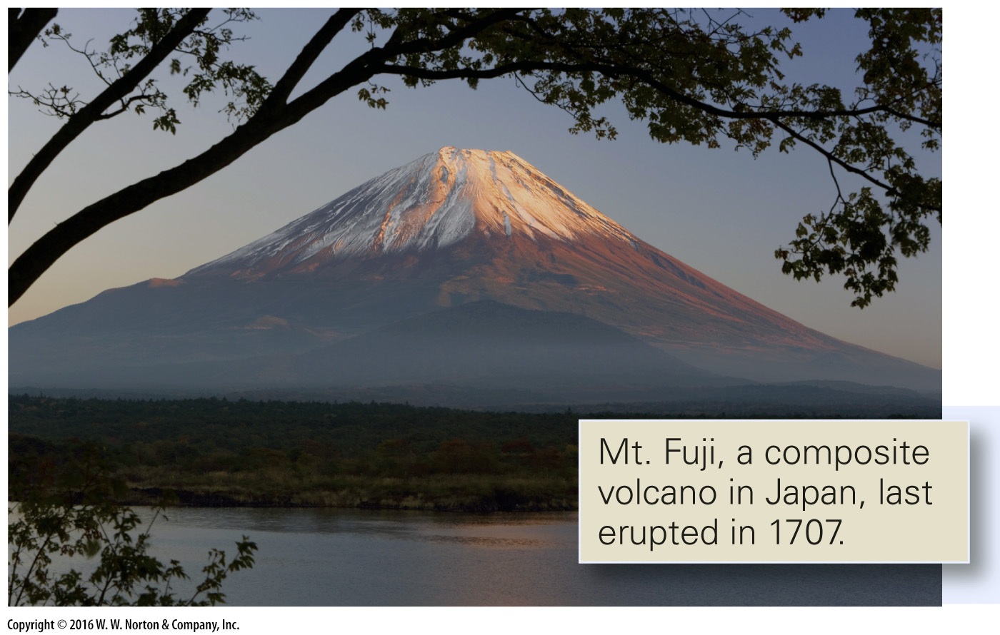 Mt. Fuji, a composite
volcano in Japan, last
erupted in 1707.
Copyright © 2016 W. W. Norton & Company, Inc.